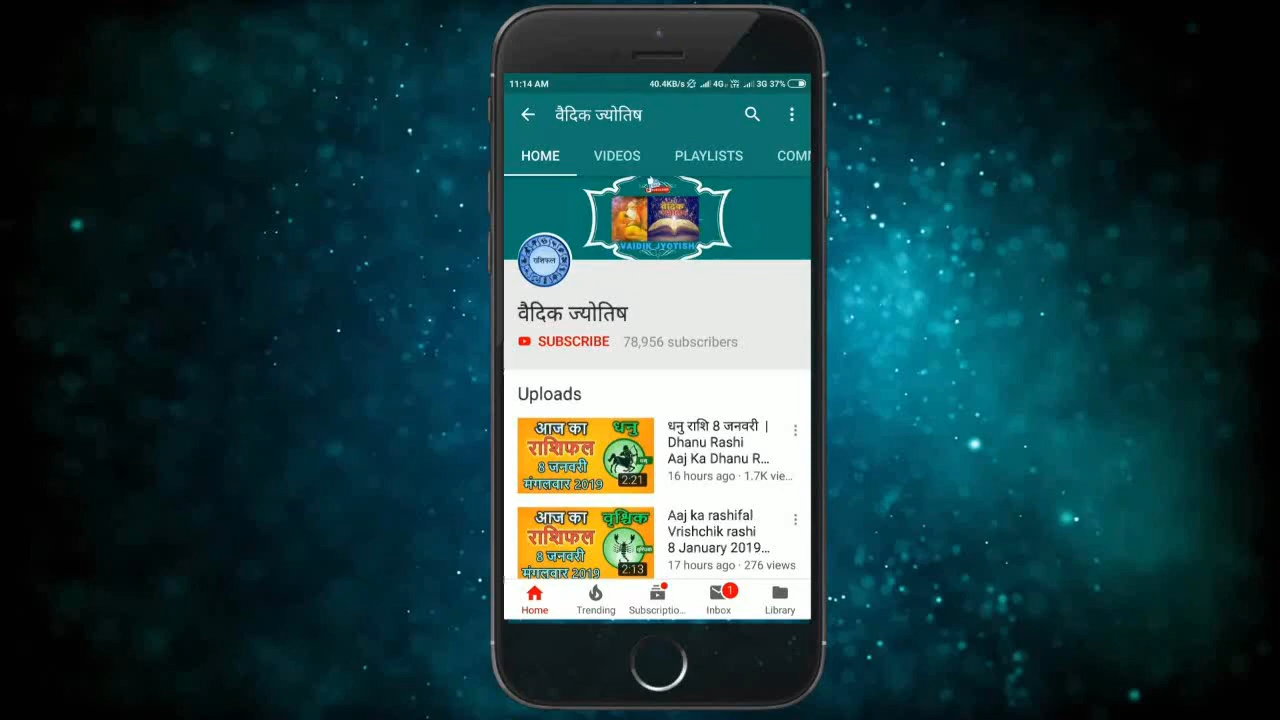 11:14 AM
40.4KB/s 4G 3G 37%
वैदिक ज्योतिष
HOME VIDEOS PLAYLISTS COMM
वैदिक
VAIDIK JYOTISH
राशिफल
वैदिक ज्योतिष
SUBSCRIBE 78,956 subscribers
Uploads
आज का धनु
राशिफल
8 जनवरी
मंगलवार 2019
2:21
धनु राशि 8 जनवरी |
Dhanu Rashi
Aaj Ka Dhanu R...
16 hours ago · 1.7K vie...
आज का वृश्चिक
राशिफल
8 जनवरी
मंगलवार 2019
2:13
Aaj ka rashifal
Vrishchik rashi
8 January 2019...
17 hours ago · 276 views
1
Home Trending Subscriptio... Inbox Library